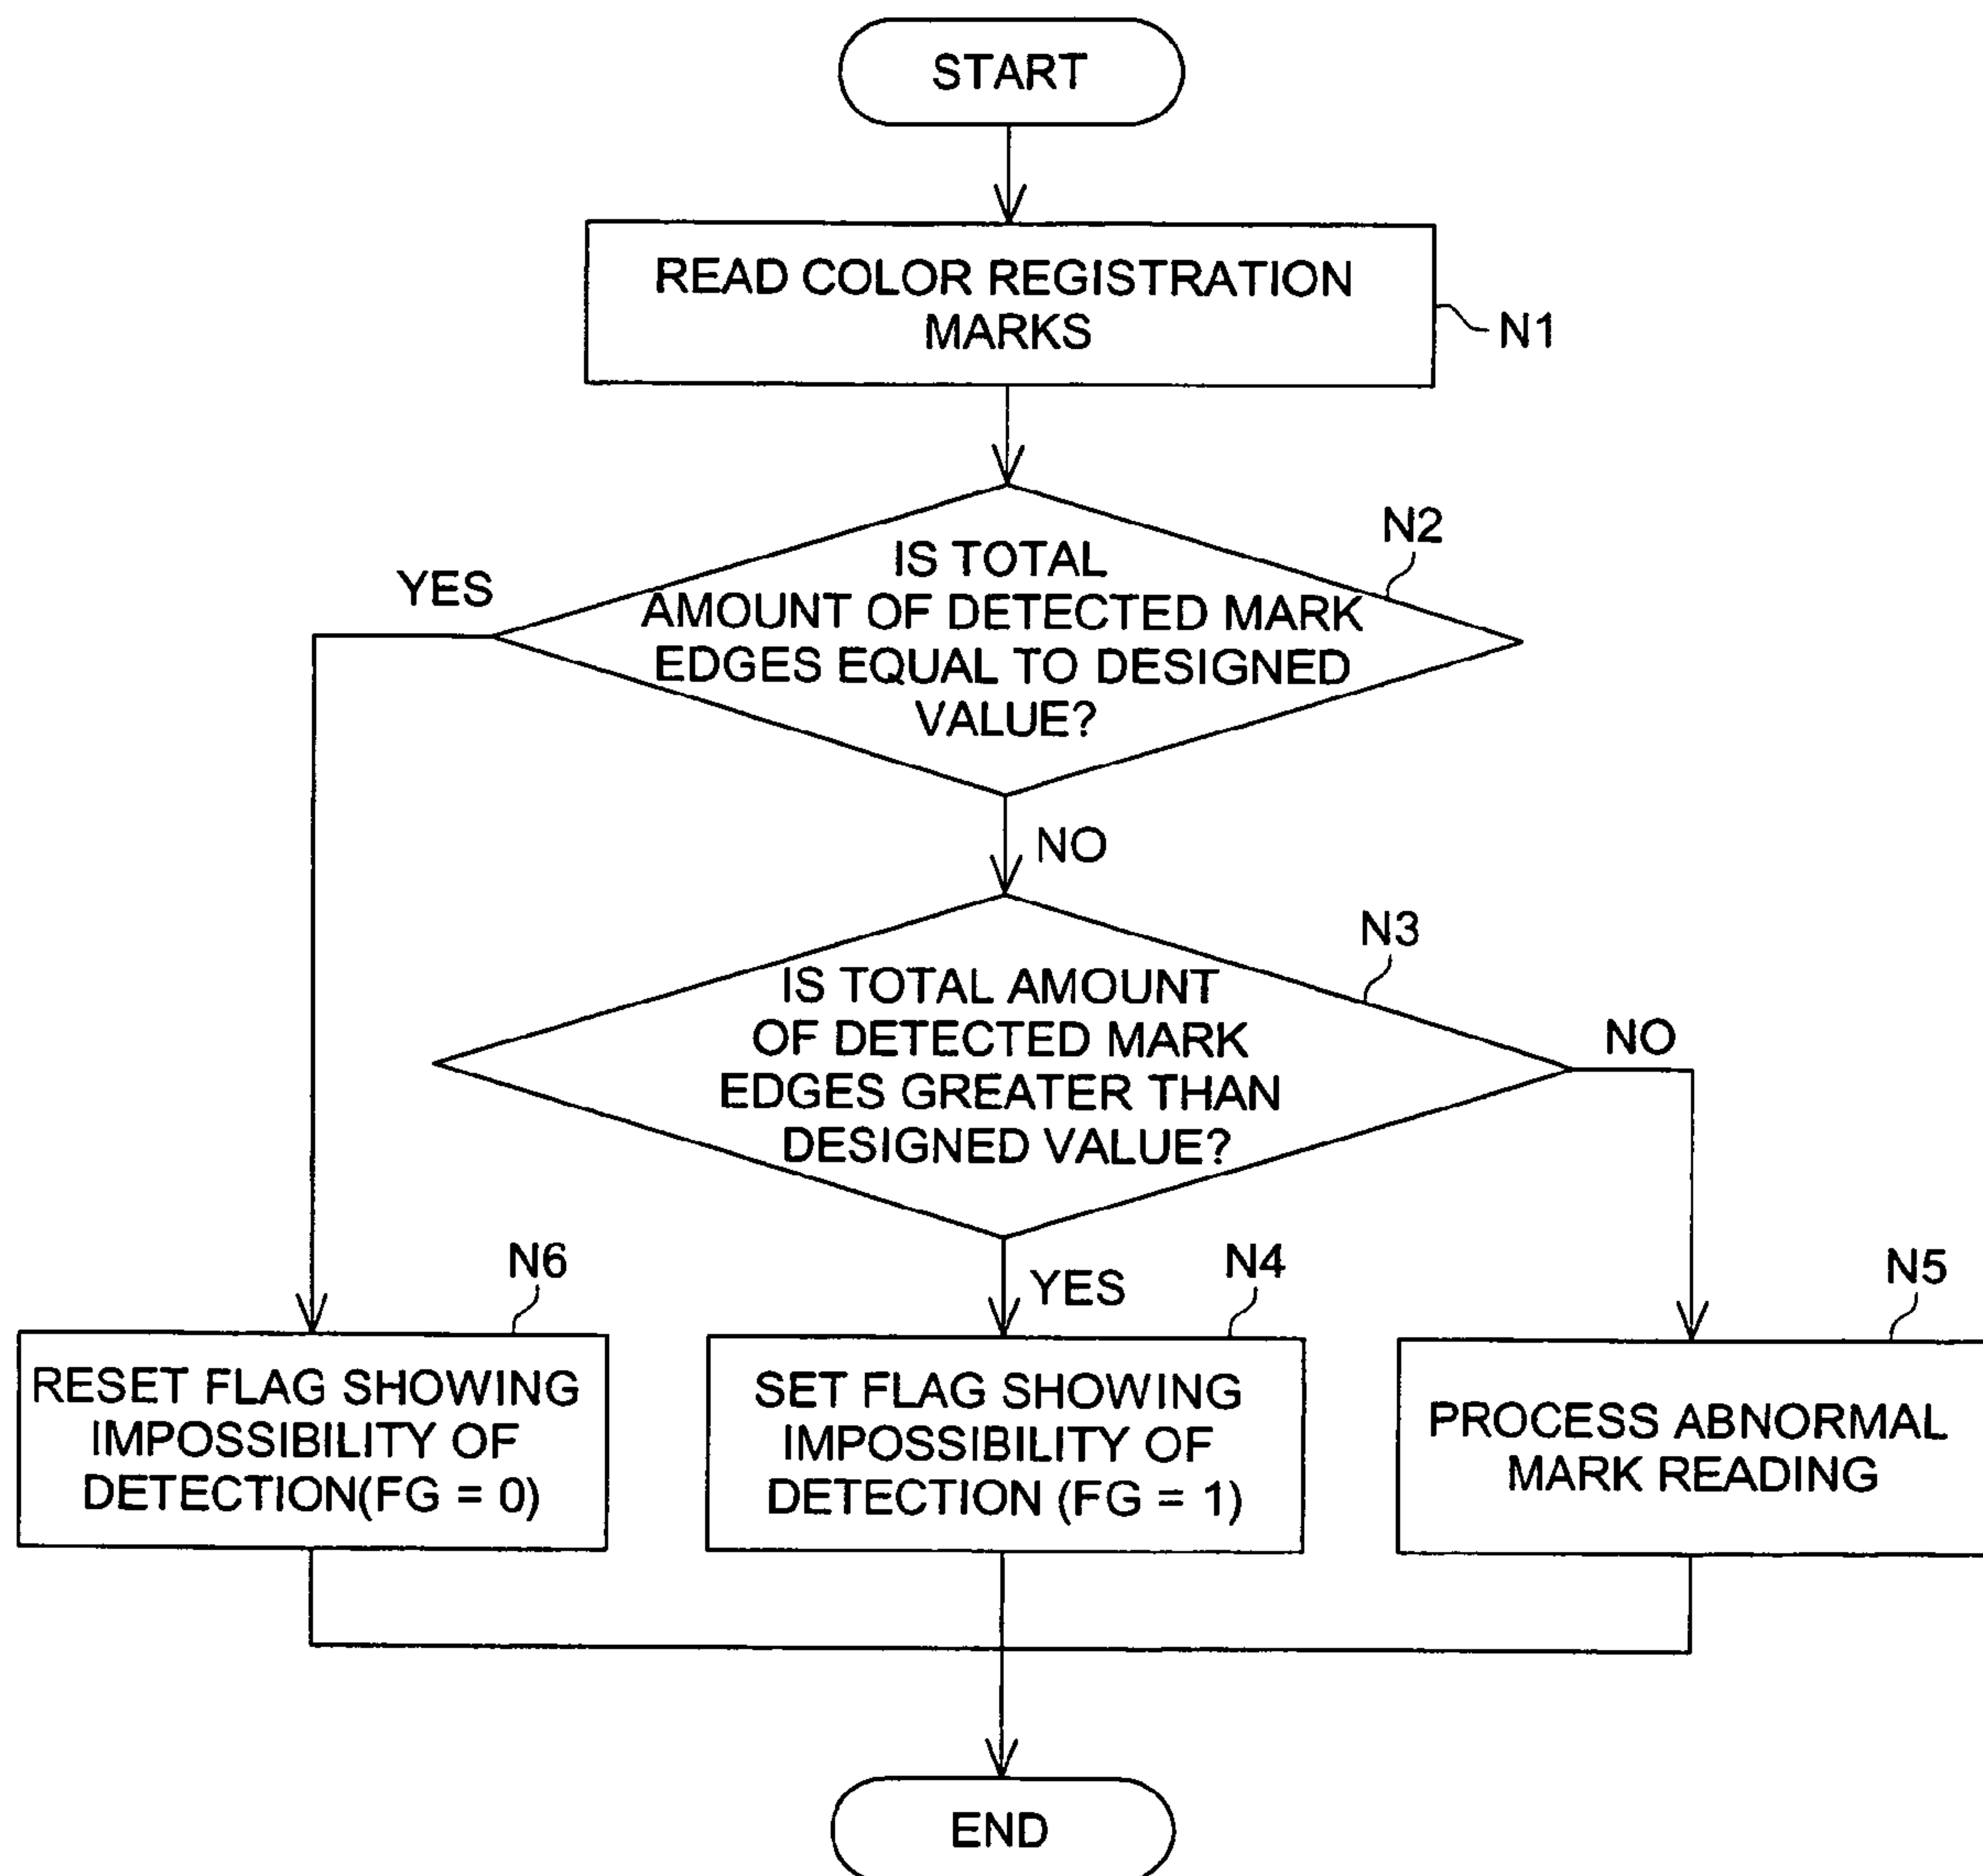 START
READ COLOR REGISTRATION
MARKS
N1
N2
IS TOTAL
AMOUNT OF DETECTED MARK
EDGES EQUAL TO DESIGNED
VALUE?
YES
NO
N3
IS TOTAL AMOUNT
OF DETECTED MARK
EDGES GREATER THAN
DESIGNED VALUE?
NO
YES
N6
RESET FLAG SHOWING
IMPOSSIBILITY OF
DETECTION(FG = 0)
N4
SET FLAG SHOWING
IMPOSSIBILITY OF
DETECTION (FG = 1)
N5
PROCESS ABNORMAL
MARK READING
END